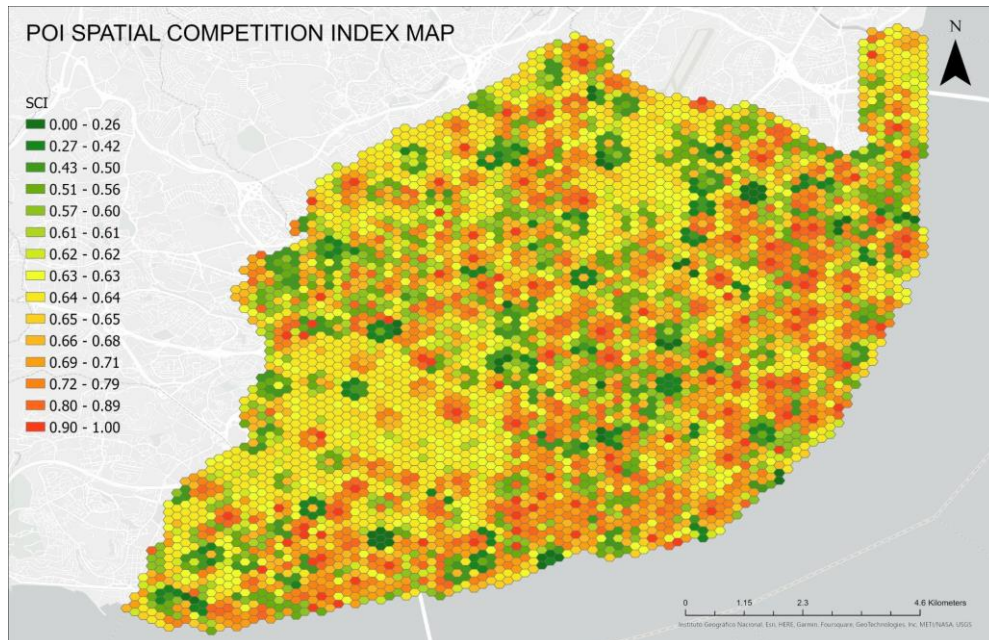 POI SPATIAL COMPETITION INDEX MAP
N
SCI
0.00 - 0.26
0.27 - 0.42
0.43 - 0.50
0.51 - 0.56
0.57 - 0.60
0.61 - 0.61
0.62 - 0.62
0.63 - 0.63
0.64 - 0.64
0.65 - 0.65
0.66 - 0.68
0.69 - 0.71
0.72 - 0.79
0.80 - 0.89
0.90 - 1.00
0 1.15 2.3 4.6 Kilometers
Instituto Geográfico Nacional, Esri, HERE, Garmin, Foursquare, GeoTechnologies, Inc, METI/NASA, USGS